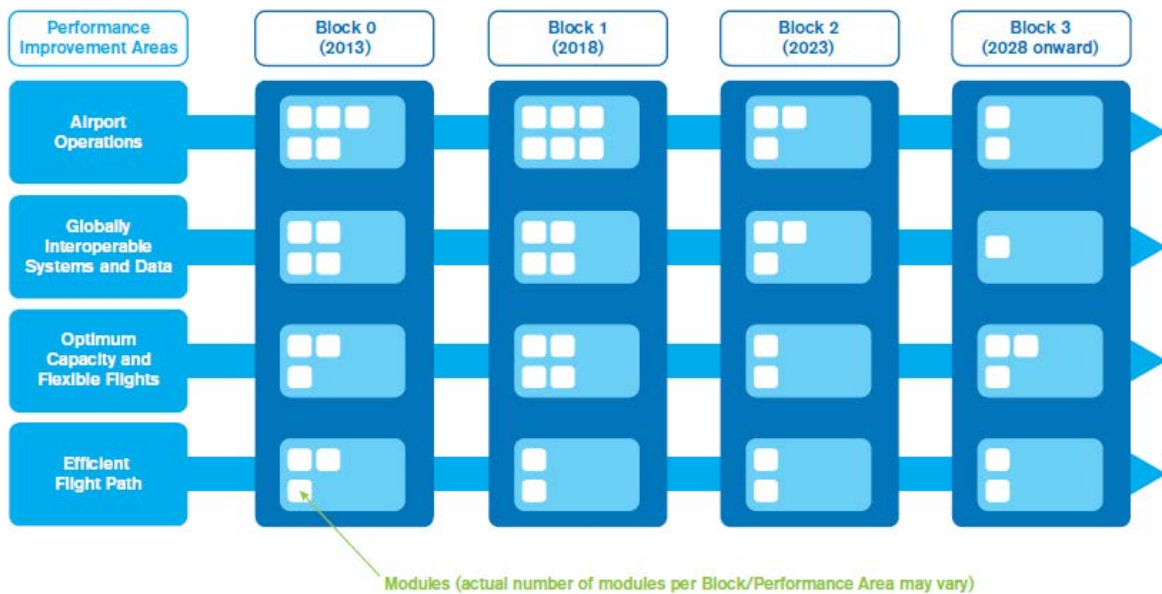 Performance
Improvement Areas
Block 0
(2013)
Block 1
(2018)
Block 2
(2023)
Block 3
(2028 onward)
Airport
Operations
Globally
Interoperable
Systems and Data
Optimum
Capacity and
Flexible Flights
Efficient
Flight Path
Modules (actual number of modules per Block/Performance Area may vary)